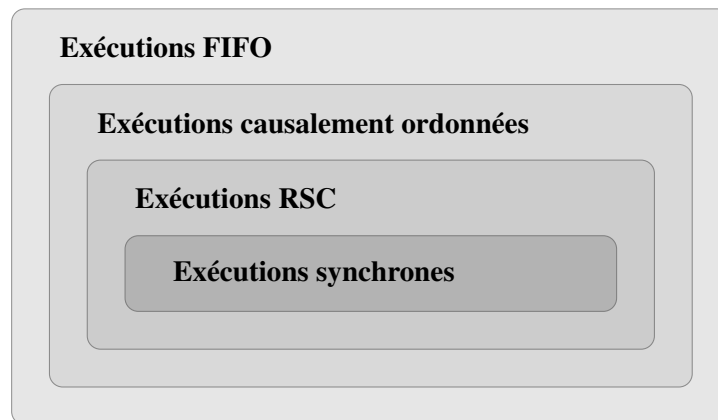 Exécutions FIFO
Exécutions causalement ordonnées
Exécutions RSC
Exécutions synchrones